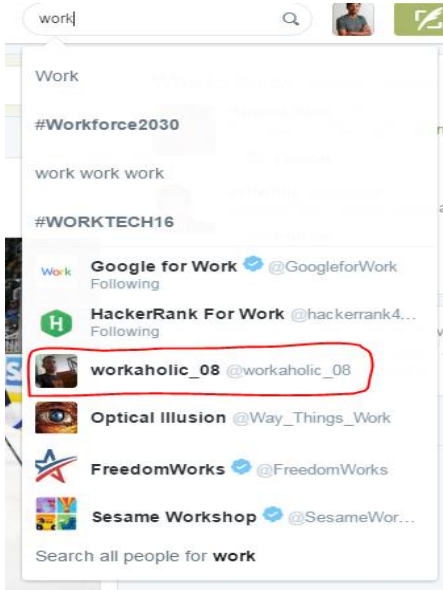 work
Work
#Workforce2030
work work work
#WORKTECH16
Work Google for Work @GoogleforWork
Following
H HackerRank For Work @hackerrank4...
Following
workaholic_08 @workaholic_08
Optical Illusion @Way_Things_Work
FreedomWorks @FreedomWorks
Sesame Workshop @SesameWor...
Search all people for work